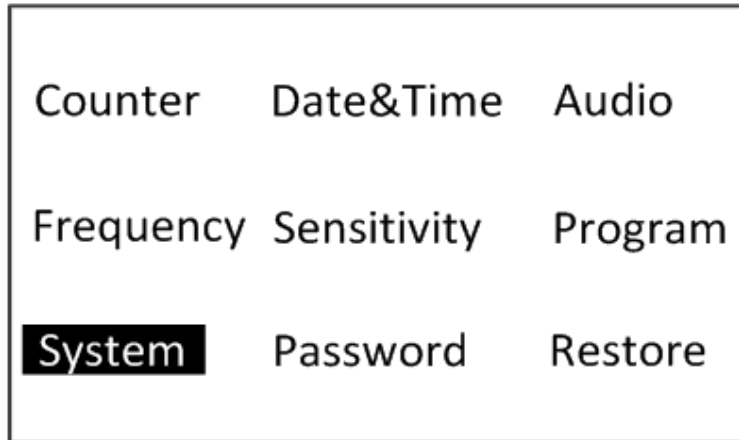 Counter Date&Time Audio
Frequency Sensitivity Program
System Password Restore